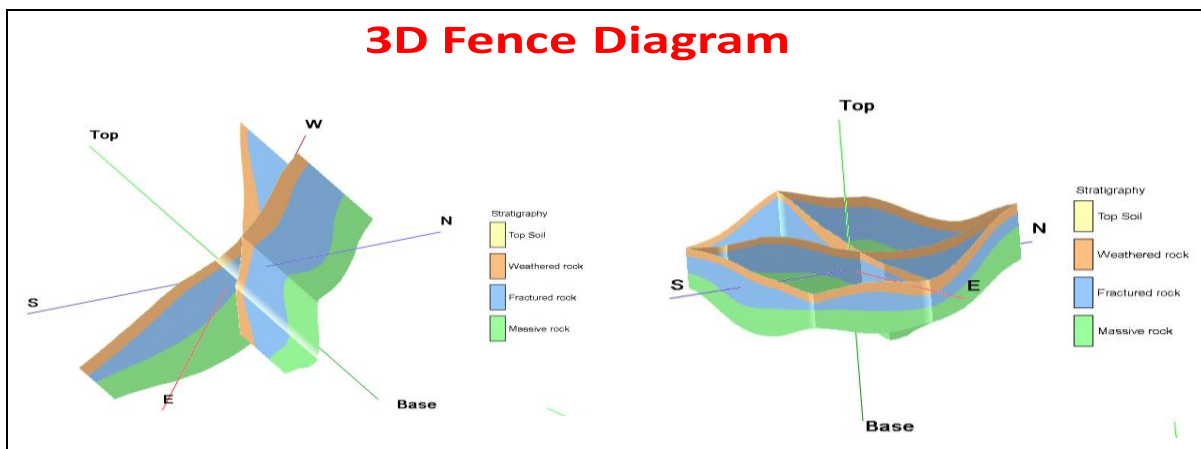 3D Fence Diagram
Top
W
N
S
E
Base
Stratigraphy
Top Soil
Weathered rock
Fractured rock
Massive rock
Top
N
S
E
Base
Stratigraphy
Top Soil
Weathered rock
Fractured rock
Massive rock